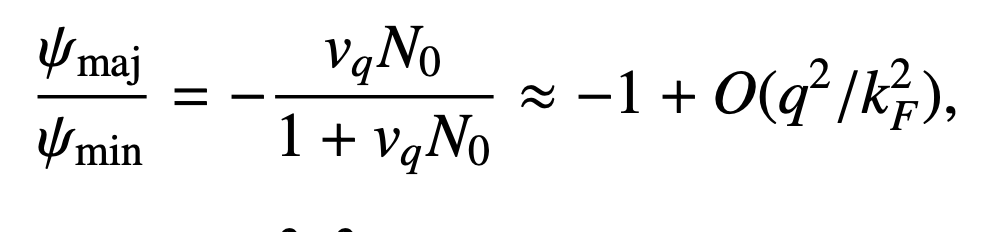 ψ_maj/ψ_min = −v_q N_0/(1 + v_q N_0) ≈ −1 + O(q²/k_F²),